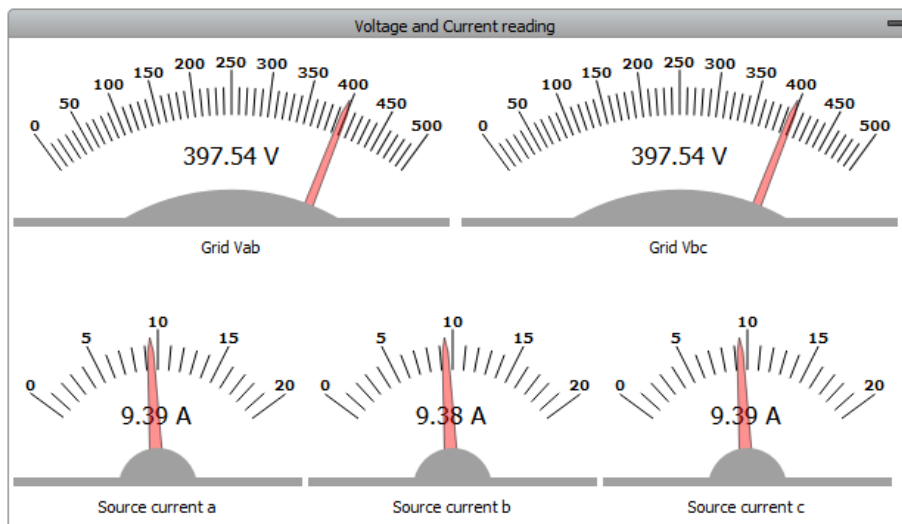 Voltage and Current reading
0 50 100 150 200 250 300 350 400 450 500
397.54 V
Grid Vab
0 50 100 150 200 250 300 350 400 450 500
397.54 V
Grid Vbc
0 5 10 15 20
9.39 A
Source current a
0 5 10 15 20
9.38 A
Source current b
0 5 10 15 20
9.39 A
Source current c